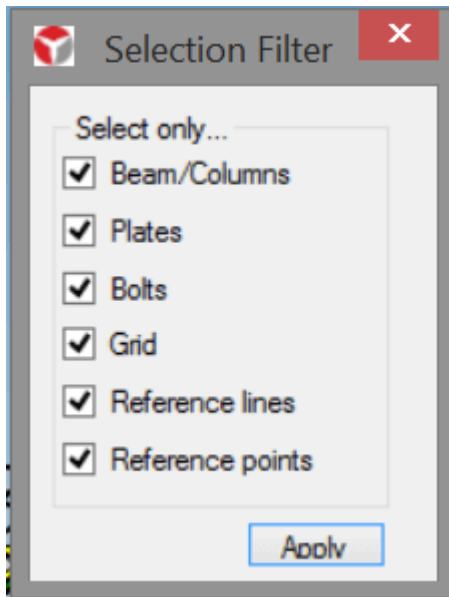 Selection Filter
Select only...
Beam/Columns
Plates
Bolts
Grid
Reference lines
Reference points
Apply